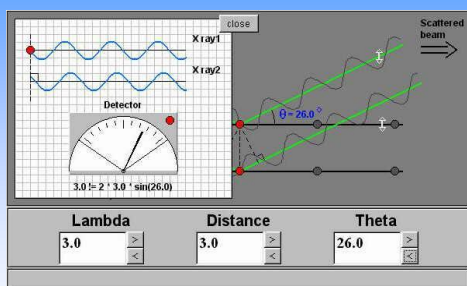 close
Scattered
beam
X ray1
X ray2
Detector
θ = 26.0 °
3.0 != 2 * 3.0 * sin(26.0)
Lambda
Distance
Theta
3.0
>
<
3.0
>
<
26.0
>
<